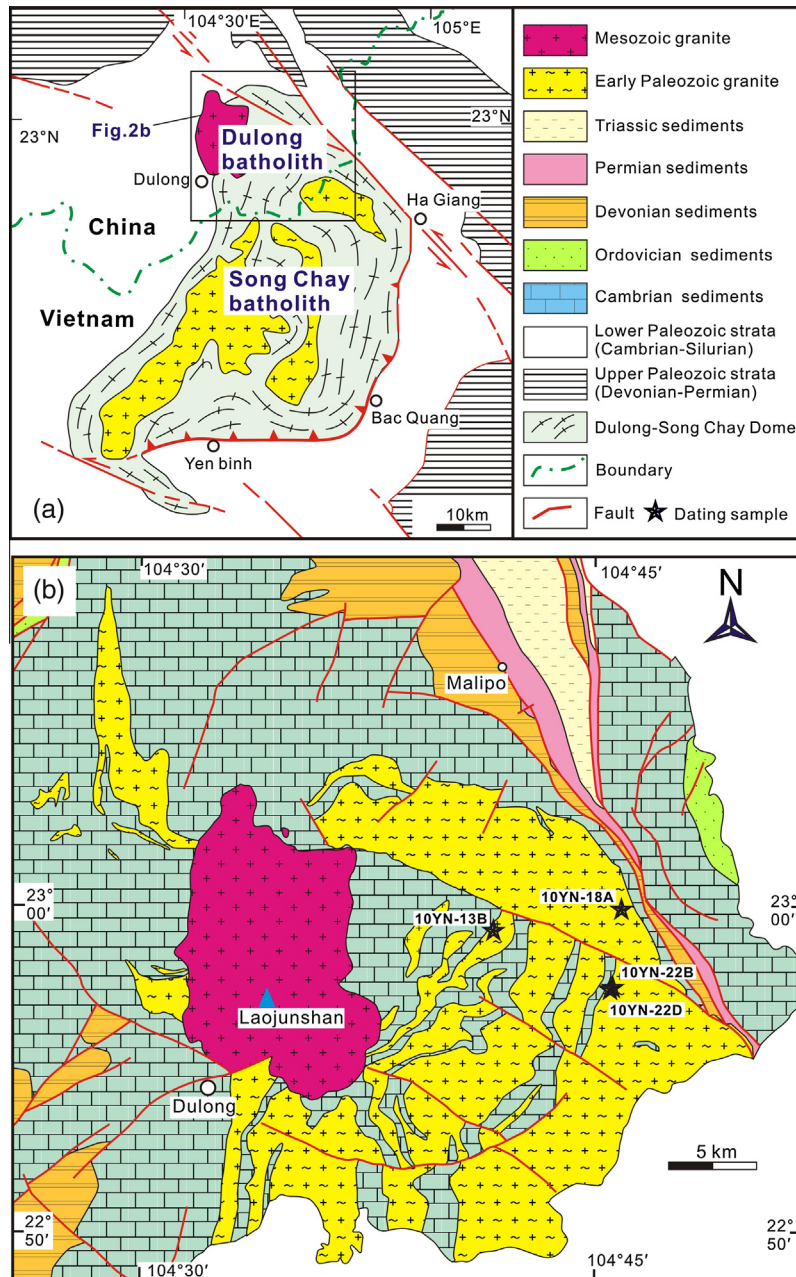 104°30′E
105°E
23°N
23°N
Fig.2b
Dulong
batholith
Dulong
Ha Giang
China
Song Chay
batholith
Vietnam
Bac Quang
Yen binh
(a)
10km
Mesozoic granite
Early Paleozoic granite
Triassic sediments
Permian sediments
Devonian sediments
Ordovician sediments
Cambrian sediments
Lower Paleozoic strata
(Cambrian-Silurian)
Upper Paleozoic strata
(Devonian-Permian)
Dulong-Song Chay Dome
Boundary
Fault
Dating sample
(b)
104°30′
104°45′
N
Malipo
23°
00′
23°
00′
10YN-18A
10YN-13B
10YN-22B
10YN-22D
Laojunshan
Dulong
5 km
22°
50′
22°
50′
104°30′
104°45′